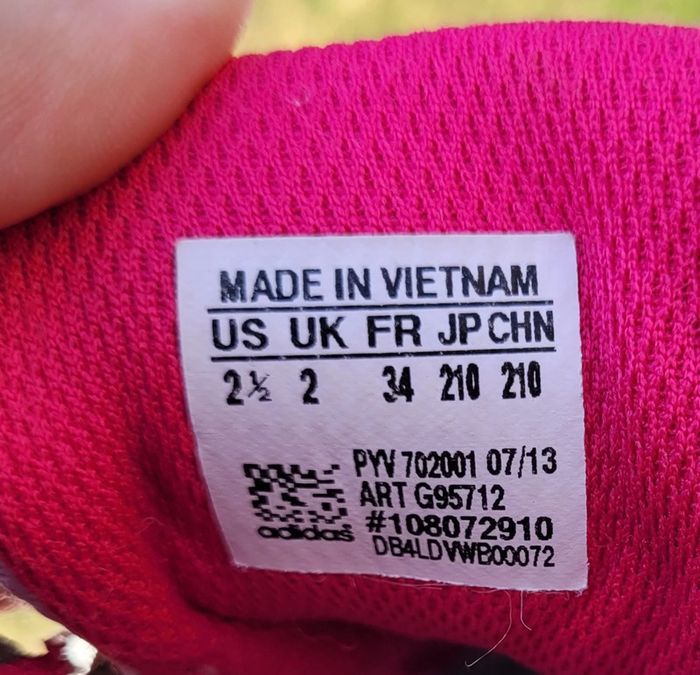 MADE IN VIETNAM
US UK FR JP CHN
2½ 2 34 210 210
PYV 702001 07/13
ART G95712
#108072910
adidas DB4LDVWB00072